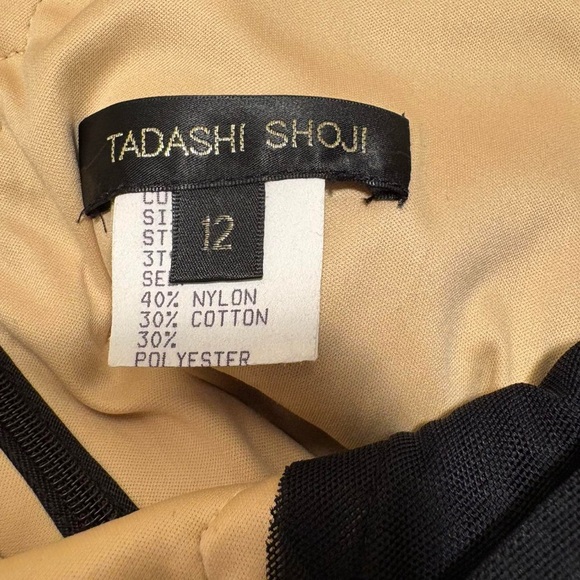 TADASHI SHOJI
12
40% NYLON
30% COTTON
30%
POLYESTER